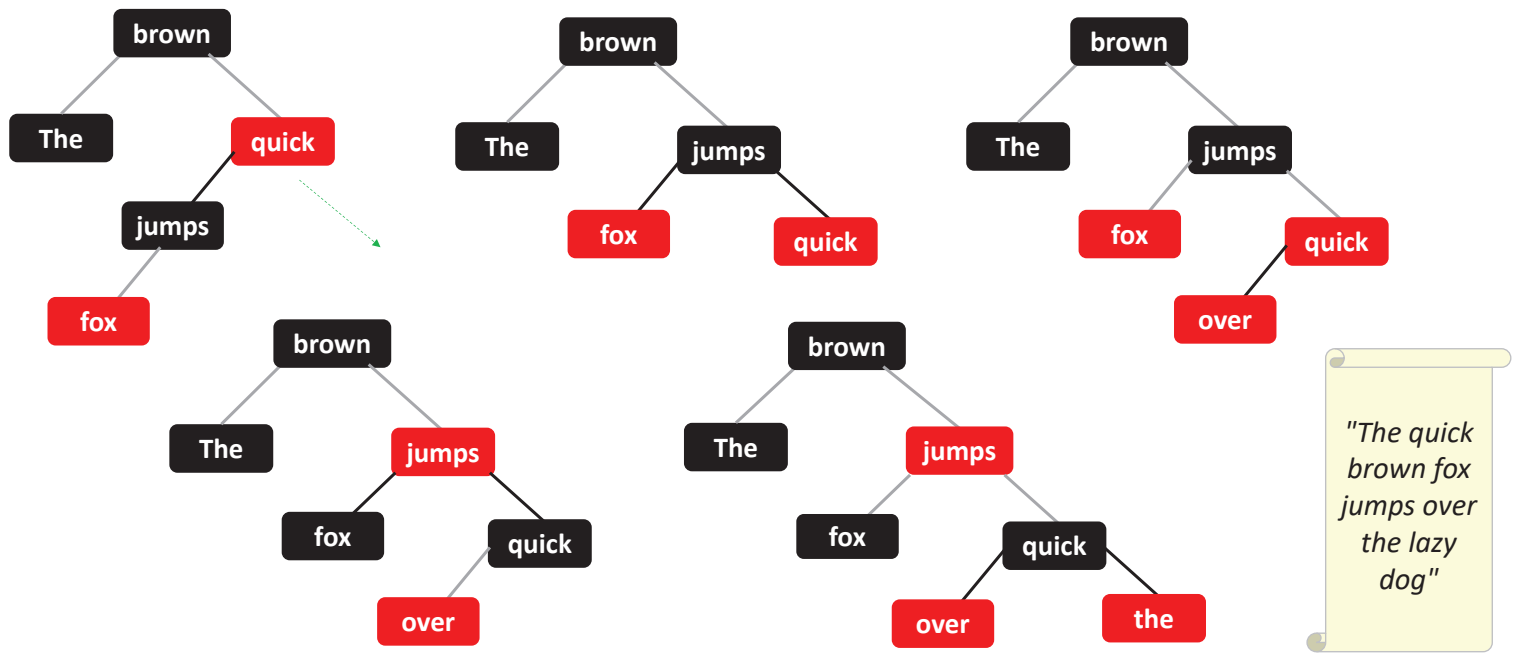 brown
The
quick
jumps
fox
brown
The
jumps
fox
quick
brown
The
jumps
fox
quick
over
brown
The
jumps
fox
quick
over
brown
The
jumps
fox
quick
over
the
"The quick
brown fox
jumps over
the lazy
dog"